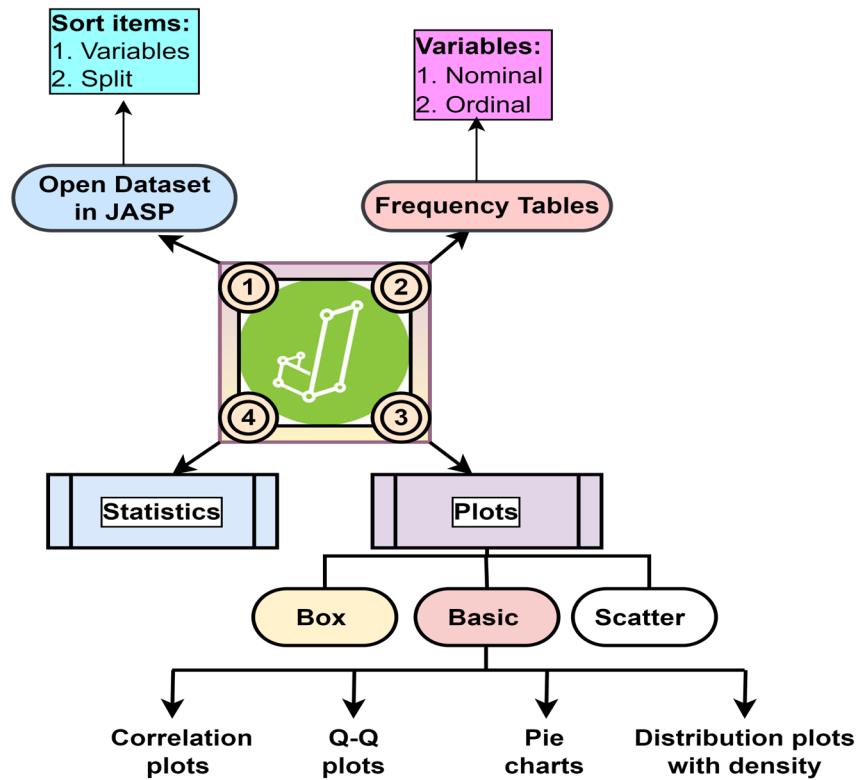 Sort items:
1. Variables
2. Split
Variables:
1. Nominal
2. Ordinal
Open Dataset
in JASP
Frequency Tables
1
2
4
3
Statistics
Plots
Box
Basic
Scatter
Correlation
plots
Q-Q
plots
Pie
charts
Distribution plots
with density